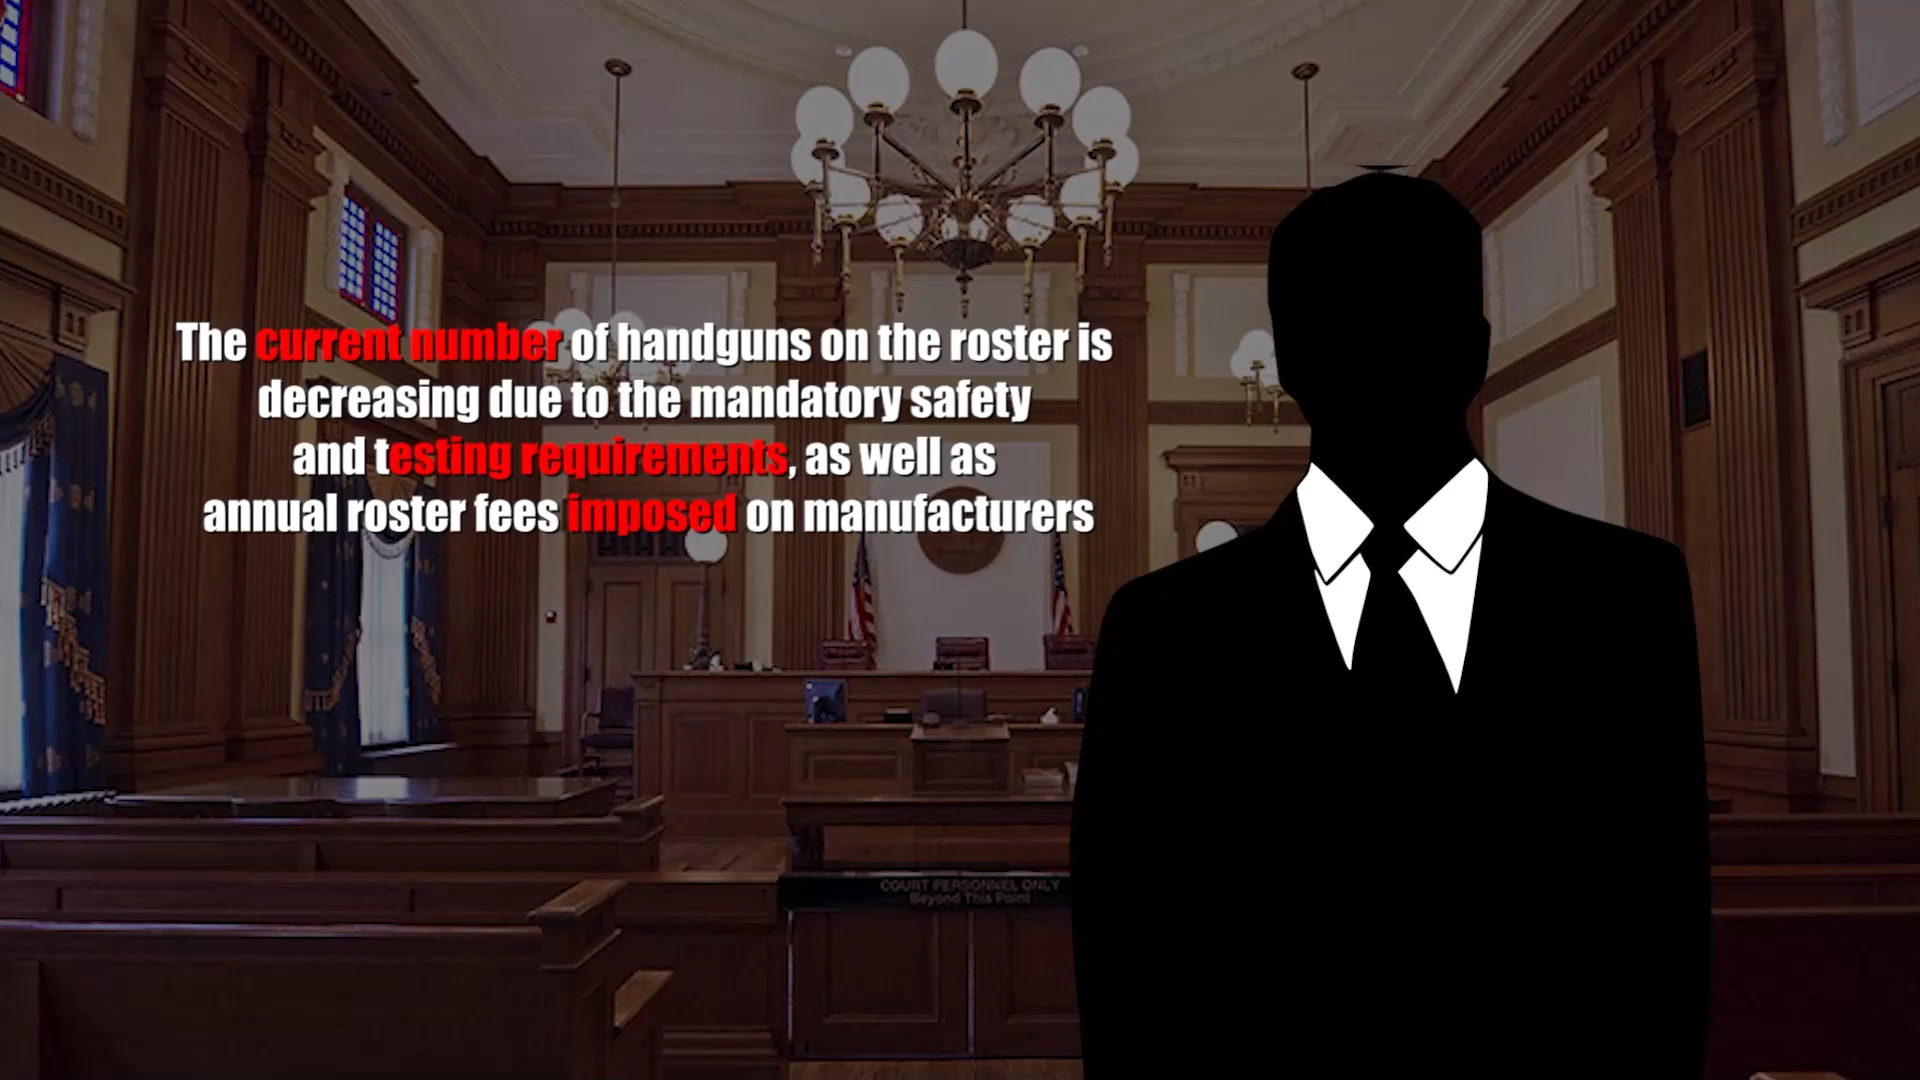 The current number of handguns on the roster is
decreasing due to the mandatory safety
and testing requirements, as well as
annual roster fees imposed on manufacturers
COURT PERSONNEL ONLY
Beyond This Point